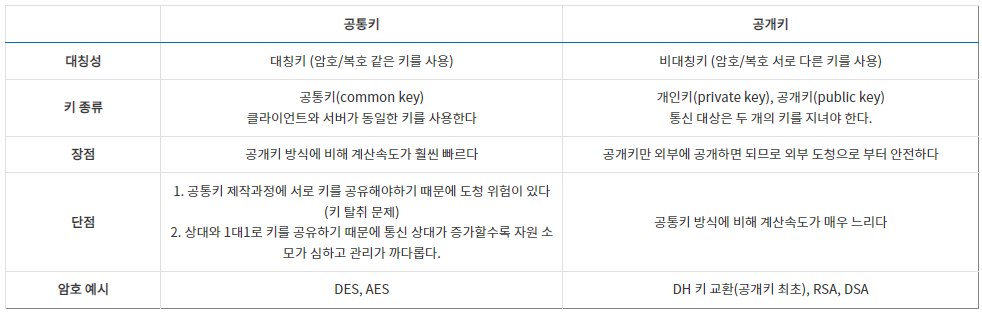 공통키
공개키
대칭성
대칭키 (암호/복호 같은 키를 사용)
비대칭키 (암호/복호 서로 다른 키를 사용)
키 종류
공통키(common key)
클라이언트와 서버가 동일한 키를 사용한다
개인키(private key), 공개키(public key)
통신 대상은 두 개의 키를 지녀야 한다.
장점
공개키 방식에 비해 계산속도가 훨씬 빠르다
공개키만 외부에 공개하면 되므로 외부 도청으로 부터 안전하다
단점
1. 공통키 제작과정에 서로 키를 공유해야하기 때문에 도청 위험이 있다
(키 탈취 문제)
2. 상대와 1대1로 키를 공유하기 때문에 통신 상대가 증가할수록 자원 소
모가 심하고 관리가 까다롭다.
공통키 방식에 비해 계산속도가 매우 느리다
암호 예시
DES, AES
DH 키 교환(공개키 최초), RSA, DSA